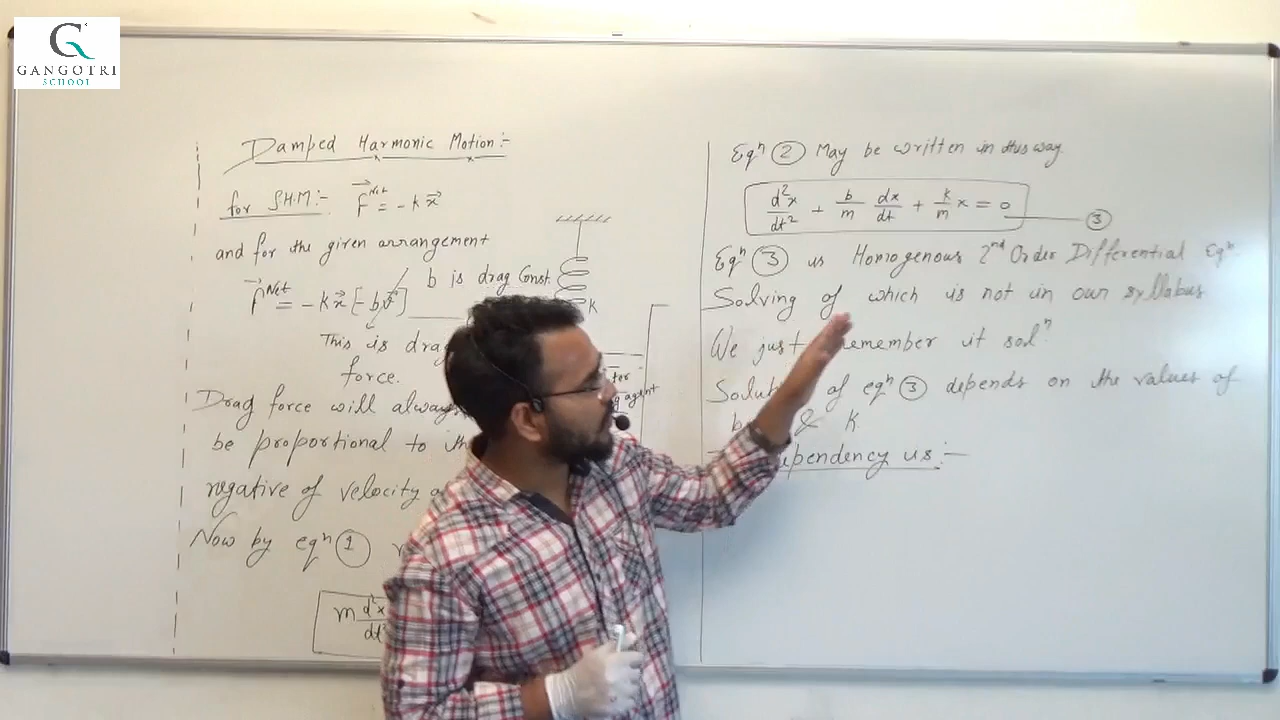 GANGOTRI
SCHOOL
Damped Harmonic Motion:-
for S.H.M:- F⃗ᴺᵉᵗ = -kx⃗
and for the given arrangement
F⃗ᴺᵉᵗ = -kx⃗ [-bv⃗]
b is drag Const.
k
This is drag
force.
Drag force will always
be proportional to
negative of velocity
Now by eqⁿ ①
m d²x
Eqⁿ ② May be written in this way
d²x/dt² + b/m dx/dt + k/m x = 0 ③
Eqⁿ ③ is Homogenous 2ⁿᵈ Order Differential Eqⁿ
Solving of which is not in our syllabus
We just remember it solⁿ
of eqⁿ ③ depends on the values of
b & K
dependency is:-